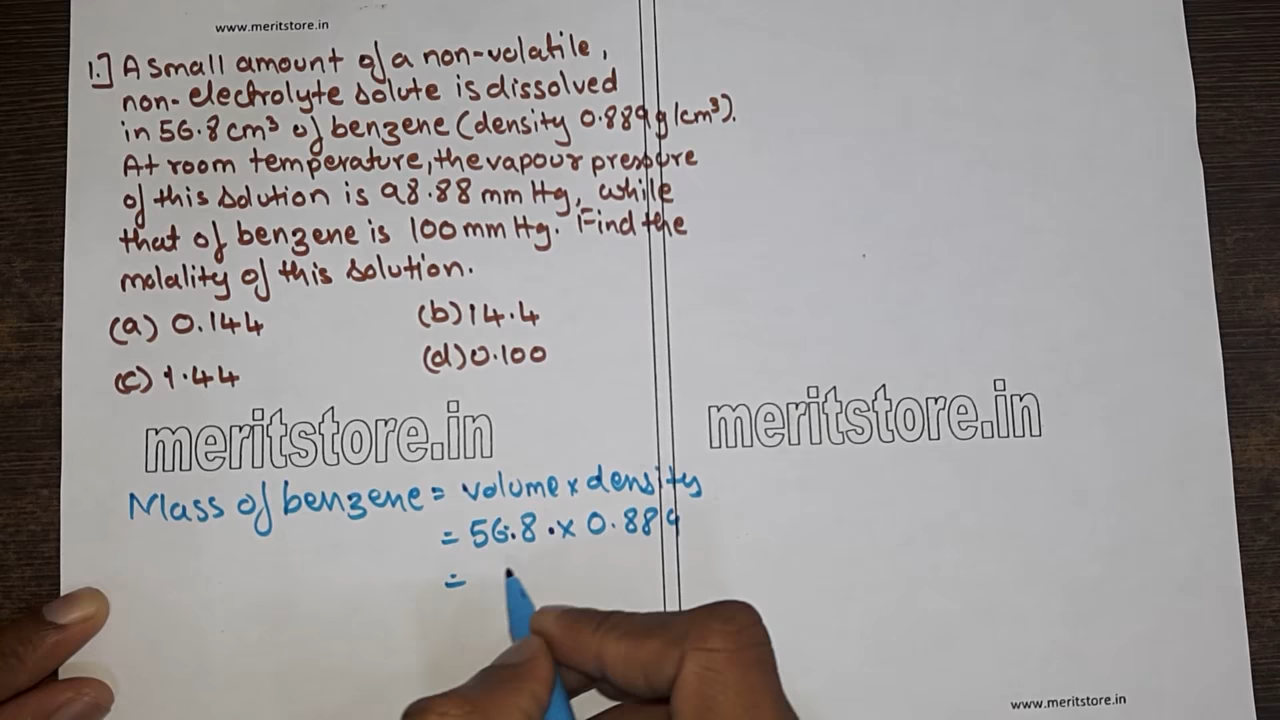 www.meritstore.in
1.] A small amount of a non-volatile,
non-electrolyte solute is dissolved
in 56.8 cm³ of benzene (density 0.889 g/cm³).
At room temperature, the vapour pressure
of this solution is 98.88 mm Hg, while
that of benzene is 100 mm Hg. Find the
molality of this solution.
(a) 0.144 (b) 14.4
(c) 1.44 (d) 0.100
meritstore.in meritstore.in
Mass of benzene = volume x density
= 56.8 x 0.889
=
www.meritstore.in